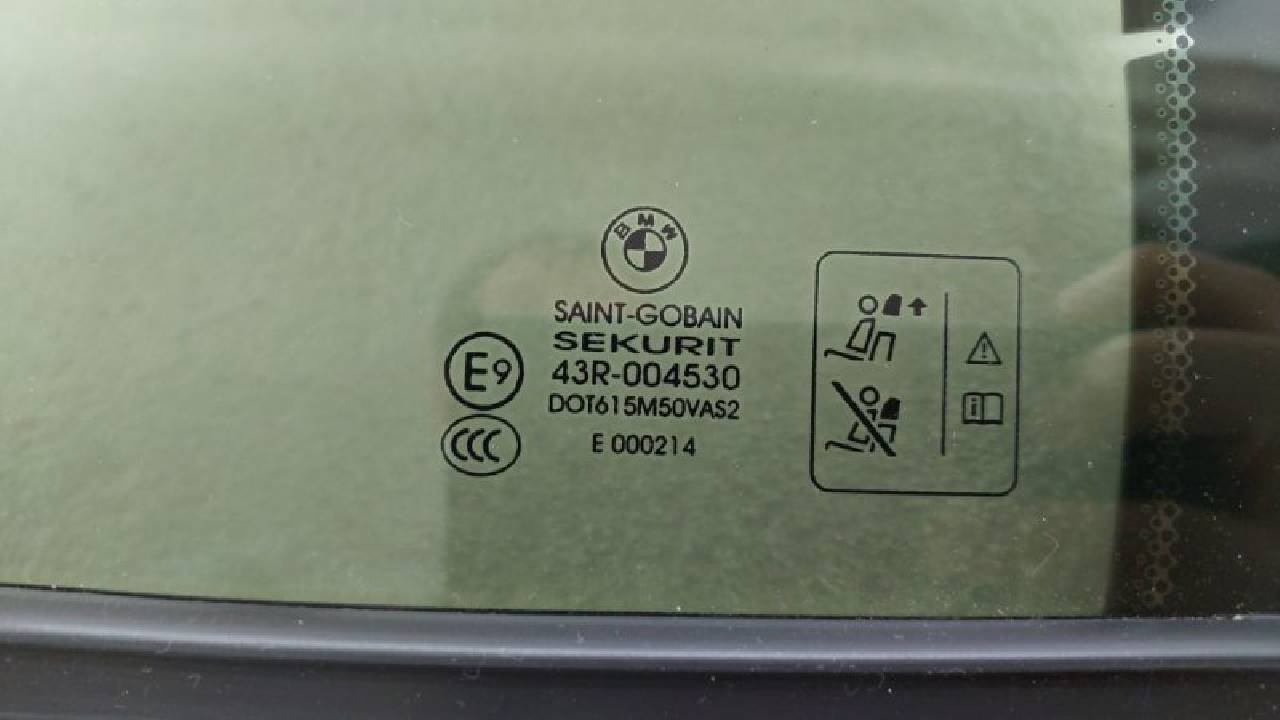 BMW
SAINT-GOBAIN
SEKURIT
E9
43R-004530
DOT615M50VAS2
CCC
E 000214
i